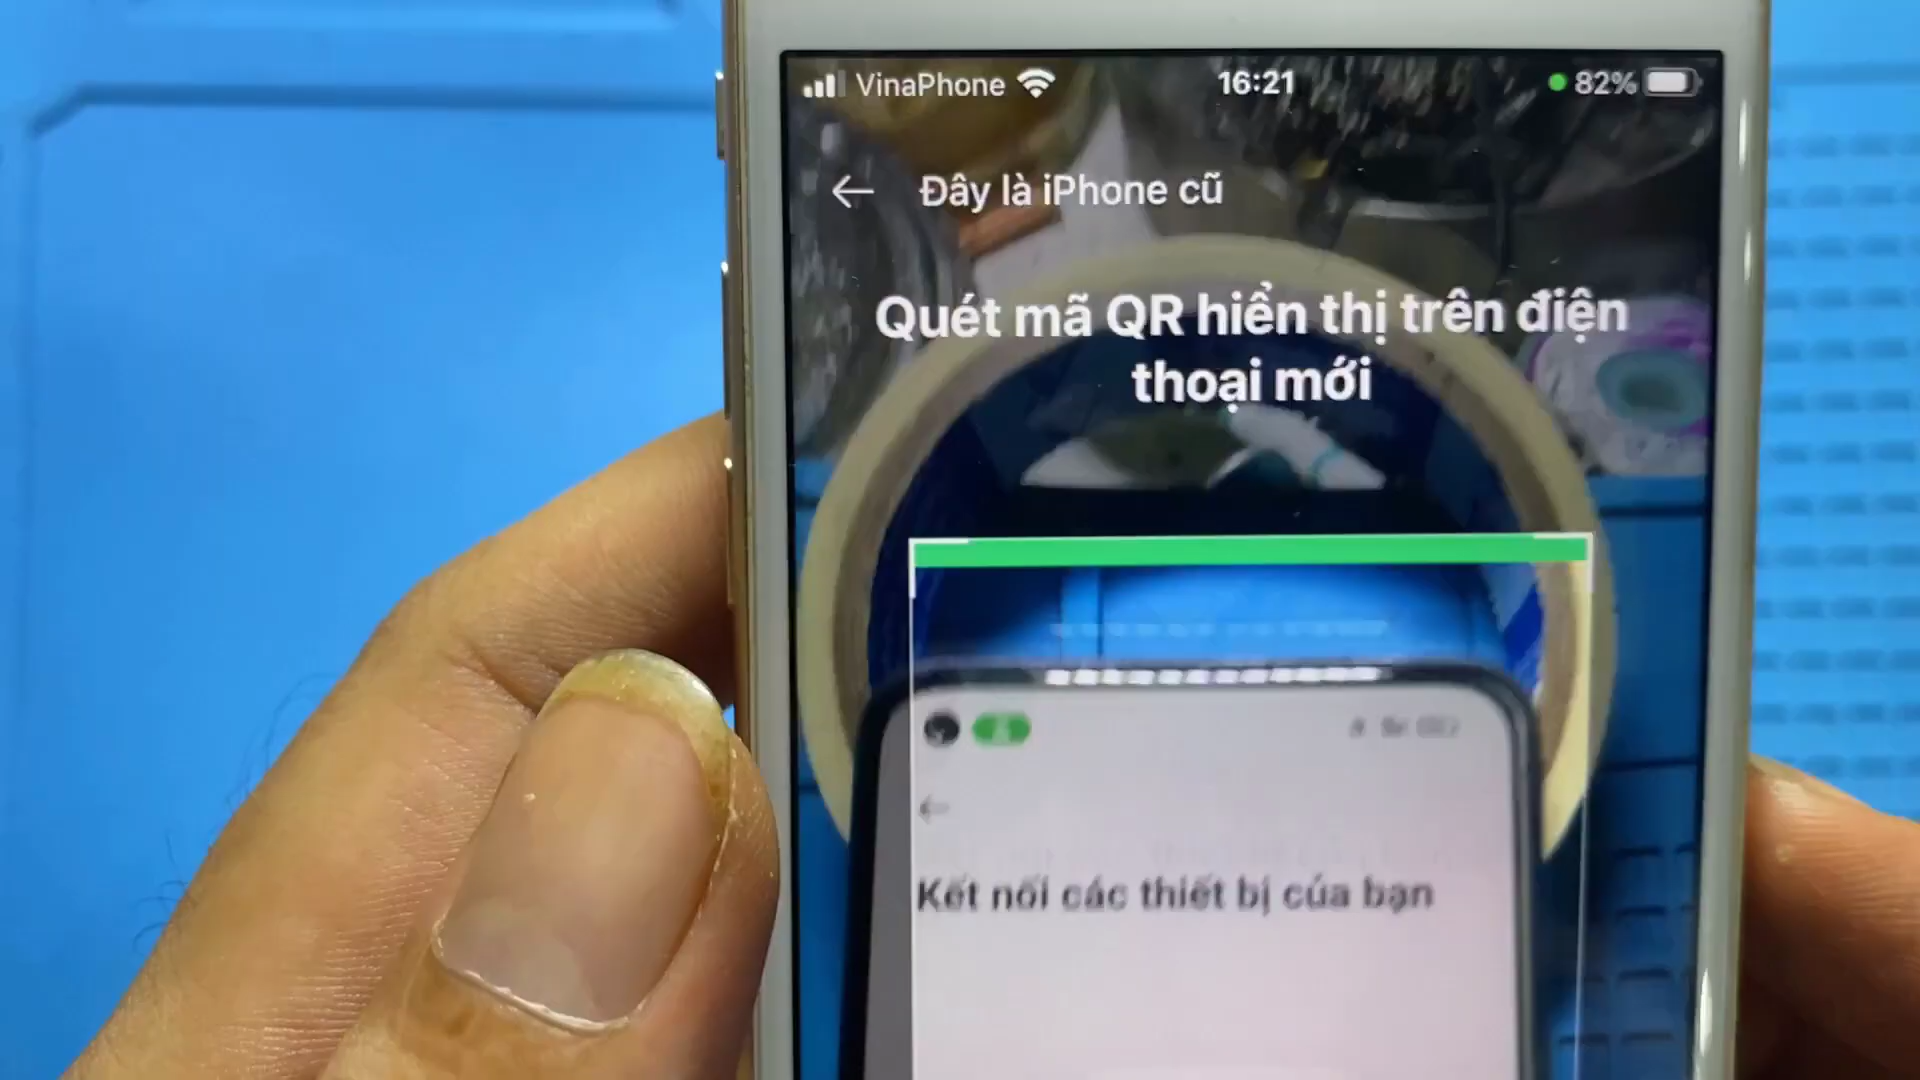 VinaPhone 16:21 82%
Đây là iPhone cũ
Quét mã QR hiển thị trên điện
thoại mới
Kết nối các thiết bị của bạn